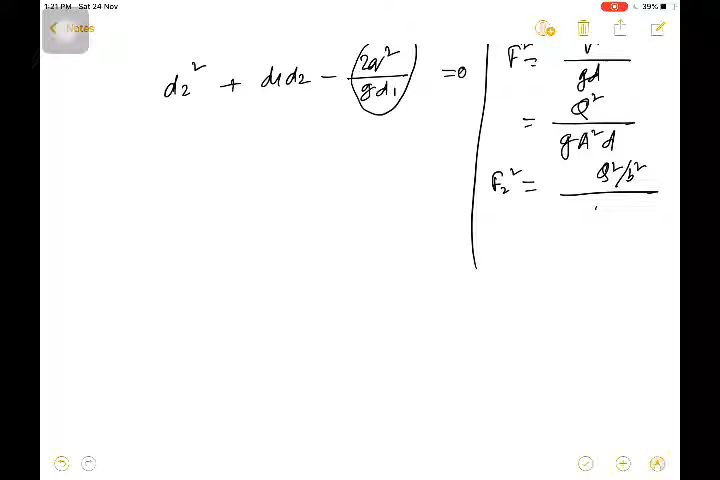 1:21 PM Sat 24 Nov
39%
Notes
d₂² + d₁d₂ − 2q²/gd₁ = 0
F² = V²/gd
= Q²/gA²d
F₂² = Q²/b²